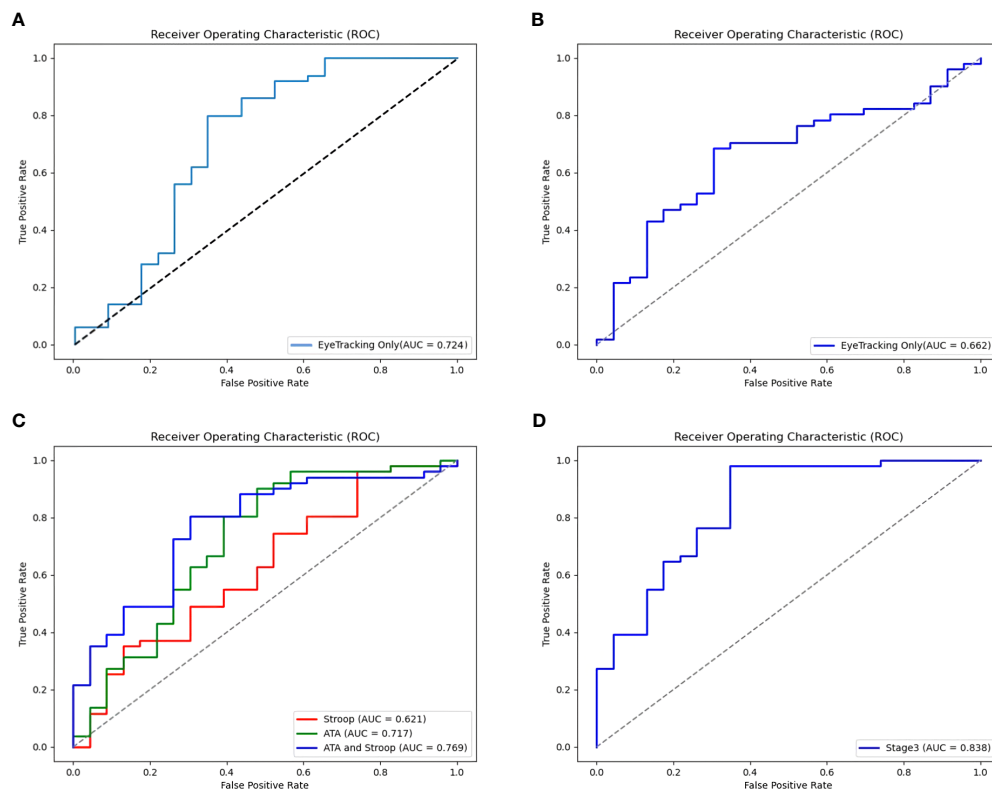 A
Receiver Operating Characteristic (ROC)
1.0
0.8
0.6
0.4
0.2
0.0
True Positive Rate
0.0 0.2 0.4 0.6 0.8 1.0
False Positive Rate
EyeTracking Only(AUC = 0.724)
B
Receiver Operating Characteristic (ROC)
1.0
0.8
0.6
0.4
0.2
0.0
True Positive Rate
0.0 0.2 0.4 0.6 0.8 1.0
False Positive Rate
EyeTracking Only(AUC = 0.662)
C
Receiver Operating Characteristic (ROC)
1.0
0.8
0.6
0.4
0.2
0.0
True Positive Rate
0.0 0.2 0.4 0.6 0.8 1.0
False Positive Rate
Stroop (AUC = 0.621)
ATA (AUC = 0.717)
ATA and Stroop (AUC = 0.769)
D
Receiver Operating Characteristic (ROC)
1.0
0.8
0.6
0.4
0.2
0.0
True Positive Rate
0.0 0.2 0.4 0.6 0.8 1.0
False Positive Rate
Stage3 (AUC = 0.838)